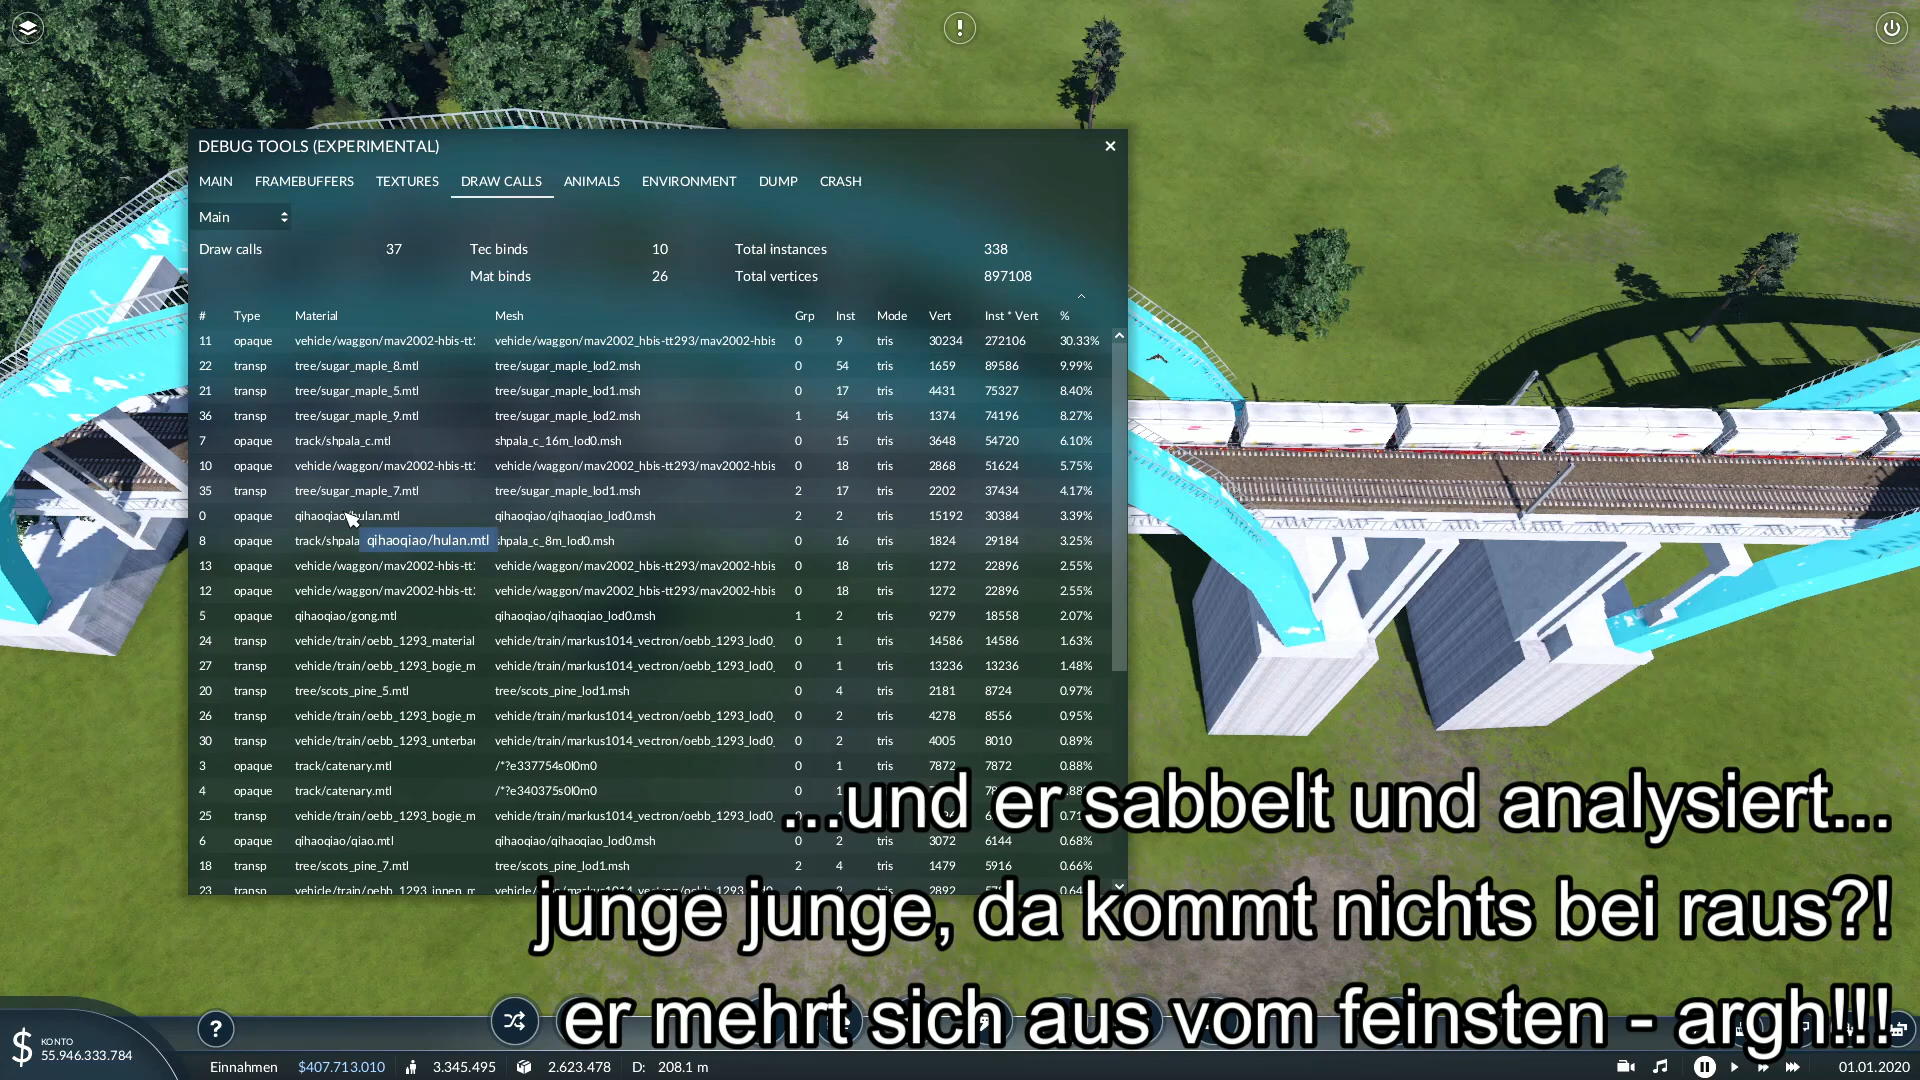 DEBUG TOOLS (EXPERIMENTAL)
MAIN FRAMEBUFFERS TEXTURES DRAW CALLS ANIMALS ENVIRONMENT DUMP CRASH
Main
Draw calls 37 Tec binds 10 Total instances 338
Mat binds 26 Total vertices 897108
# Type Material Mesh Grp Inst Mode Vert Inst * Vert %
11 opaque vehicle/waggon/mav2002-hbis-tt vehicle/waggon/mav2002_hbis-tt293/mav2002-hbis 0 9 tris 30234 272106 30.33%
22 transp tree/sugar_maple_8.mtl tree/sugar_maple_lod2.msh 0 54 tris 1659 89586 9.99%
21 transp tree/sugar_maple_5.mtl tree/sugar_maple_lod1.msh 0 17 tris 4431 75327 8.40%
36 transp tree/sugar_maple_9.mtl tree/sugar_maple_lod2.msh 1 54 tris 1374 74196 8.27%
7 opaque track/shpala_c.mtl shpala_c_16m_lod0.msh 0 15 tris 3648 54720 6.10%
10 opaque vehicle/waggon/mav2002-hbis-tt vehicle/waggon/mav2002_hbis-tt293/mav2002-hbis 0 18 tris 2868 51624 5.75%
35 transp tree/sugar_maple_7.mtl tree/sugar_maple_lod1.msh 2 17 tris 2202 37434 4.17%
0 opaque qihaoqiao/hulan.mtl qihaoqiao/qihaoqiao_lod0.msh 2 2 tris 15192 30384 3.39%
8 opaque track/shpala qihaoqiao/hulan.mtl shpala_c_8m_lod0.msh 0 16 tris 1824 29184 3.25%
13 opaque vehicle/waggon/mav2002-hbis-tt vehicle/waggon/mav2002_hbis-tt293/mav2002-hbis 0 18 tris 1272 22896 2.55%
12 opaque vehicle/waggon/mav2002-hbis-tt vehicle/waggon/mav2002_hbis-tt293/mav2002-hbis 0 18 tris 1272 22896 2.55%
5 opaque qihaoqiao/gong.mtl qihaoqiao/qihaoqiao_lod0.msh 1 2 tris 9279 18558 2.07%
24 transp vehicle/train/oebb_1293_material vehicle/train/markus1014_vectron/oebb_1293_lod0_ 0 1 tris 14586 14586 1.63%
27 transp vehicle/train/oebb_1293_bogie_m vehicle/train/markus1014_vectron/oebb_1293_lod0_ 0 1 tris 13236 13236 1.48%
20 transp tree/scots_pine_5.mtl tree/scots_pine_lod1.msh 0 4 tris 2181 8724 0.97%
26 transp vehicle/train/oebb_1293_bogie_m vehicle/train/markus1014_vectron/oebb_1293_lod0_ 0 2 tris 4278 8556 0.95%
30 transp vehicle/train/oebb_1293_unterbau vehicle/train/markus1014_vectron/oebb_1293_lod0_ 0 2 tris 4005 8010 0.89%
3 opaque track/catenary.mtl /*?e337754s0l0m0 0 1 tris 7872 7872 0.88%
4 opaque track/catenary.mtl /*?e340375s0l0m0 0
25 transp vehicle/train/oebb_1293_bogie_m vehicle/train/markus1014_vectron/oebb_1293_lod0_
6 opaque qihaoqiao/qiao.mtl qihaoqiao/qihaoqiao_lod0.msh 0 2 tris 3072 6144 0.68%
18 transp tree/scots_pine_7.mtl tree/scots_pine_lod1.msh 2 4 tris 1479 5916 0.66%
23 transp vehicle/train/oebb_1293_innen_m 2892
...und er sabbelt und analysiert...
junge junge, da kommt nichts bei raus?!
er mehrt sich aus vom feinsten - argh!!!
KONTO
55.946.333.784
Einnahmen $407.713.010 3.345.495 2.623.478 D: 208.1 m 01.01.2020